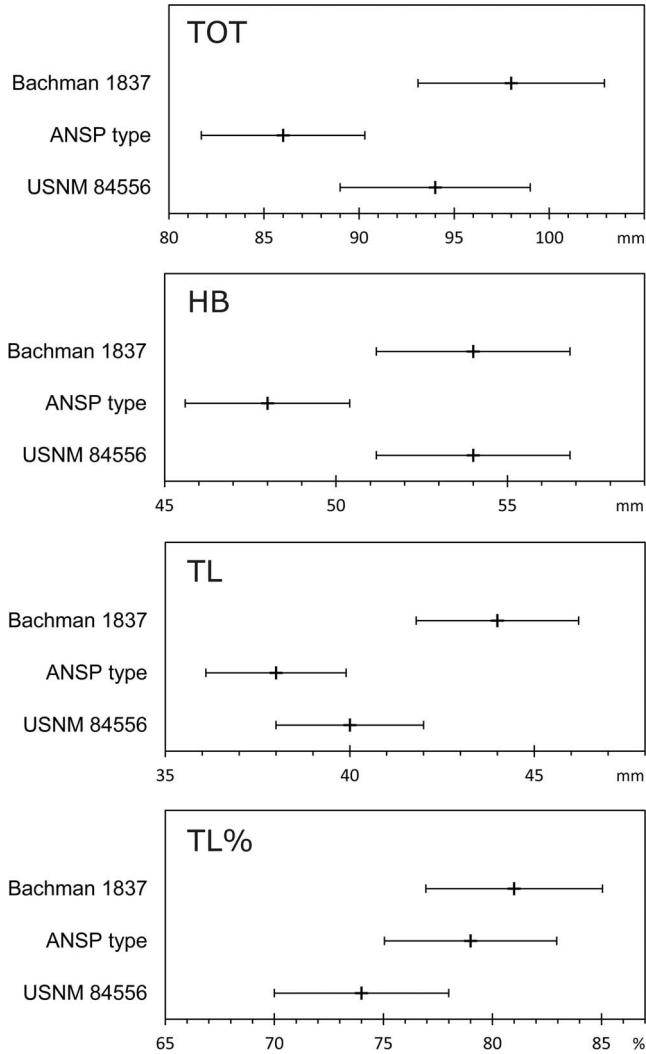 TOT
Bachman 1837
ANSP type
USNM 84556
80 85 90 95 100 mm
HB
Bachman 1837
ANSP type
USNM 84556
45 50 55 mm
TL
Bachman 1837
ANSP type
USNM 84556
35 40 45 mm
TL%
Bachman 1837
ANSP type
USNM 84556
65 70 75 80 85 %